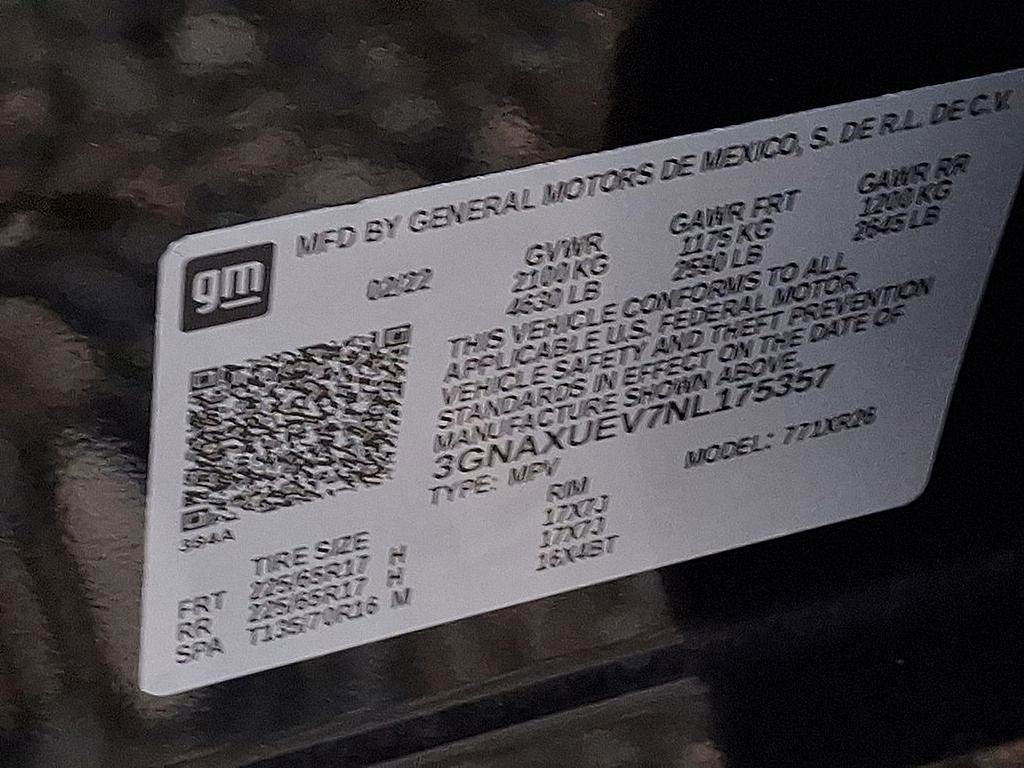 MFD BY GENERAL MOTORS DE MEXICO, S. DE R.L. DE C.V.
gm
02/22
GVWR
2100 KG
4630 LB
GAWR FRT
1175 KG
2590 LB
GAWR RR
1200 KG
2645 LB
THIS VEHICLE CONFORMS TO ALL
APPLICABLE U.S. FEDERAL MOTOR
VEHICLE SAFETY AND THEFT PREVENTION
STANDARDS IN EFFECT ON THE DATE OF
MANUFACTURE SHOWN ABOVE.
3GNAXUEV7NL175357
TYPE: MPV
MODEL: 771XR26
TIRE SIZE
RIM
FRT 225/65R17 H 17X7J
RR 225/65R17 H 17X7J
SPA T135/70R16 M 16X4BT